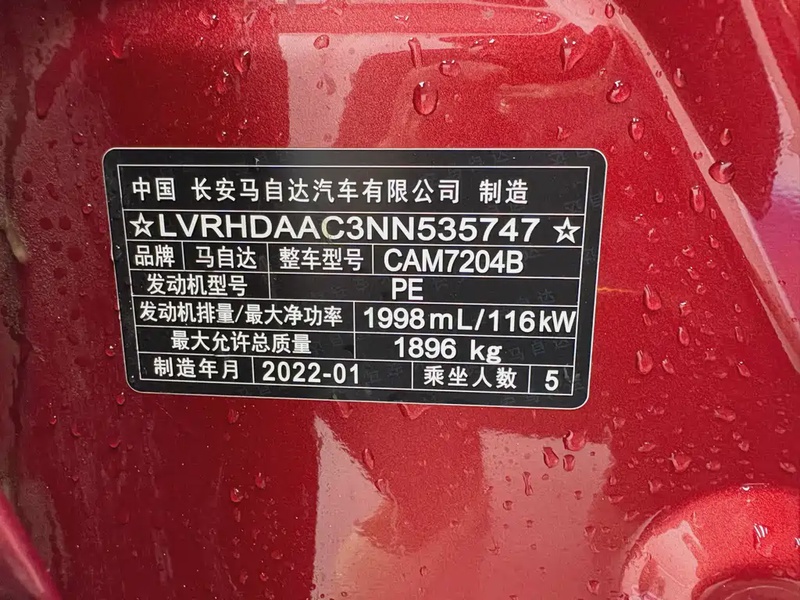 中国 长安马自达汽车有限公司 制造
☆LVRHDAAC3NN535747☆
品牌 马自达 整车型号 CAM7204B
发动机型号 PE
发动机排量/最大净功率 1998mL/116kW
最大允许总质量 1896 kg
制造年月 2022-01 乘坐人数 5